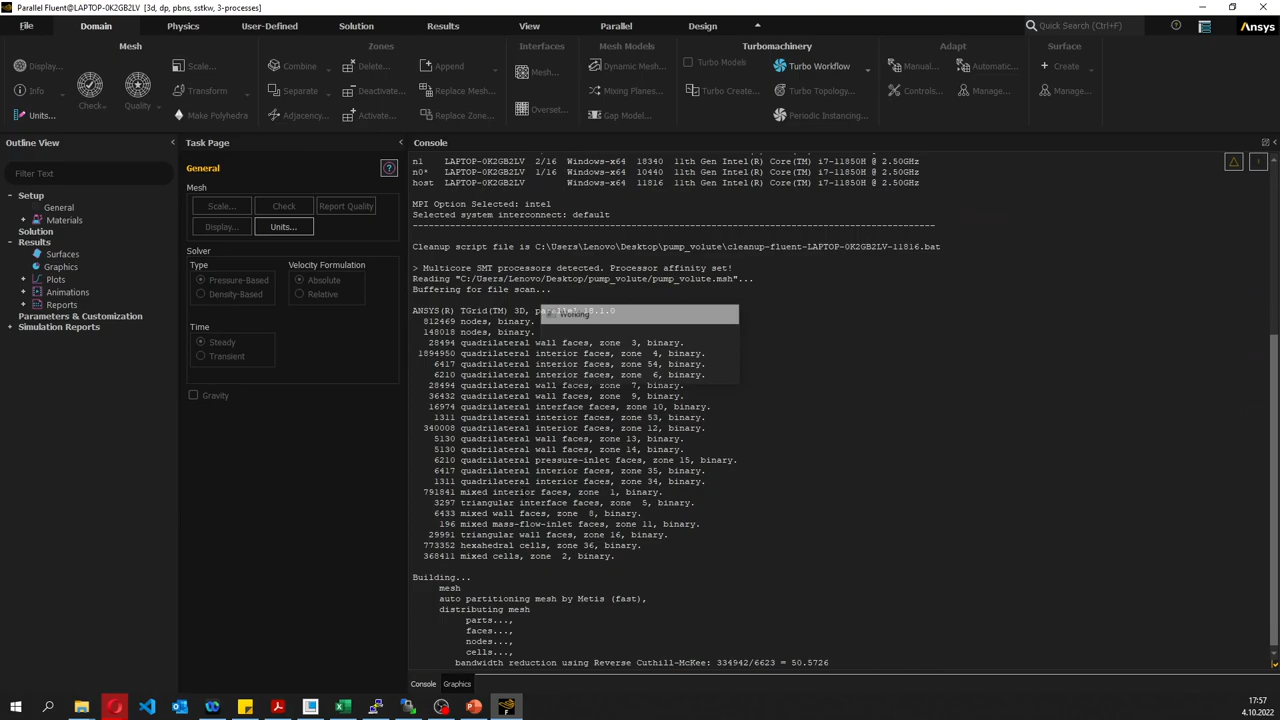 Parallel Fluent@LAPTOP-0K2GB2LV [3d, dp, pbns, sstkw, 3-processes]
File Domain Physics User-Defined Solution Results View Parallel Design Quick Search (Ctrl+F) Ansys
Mesh Zones Interfaces Mesh Models Turbomachinery Adapt Surface
Display... Scale... Combine Delete... Append Mesh... Dynamic Mesh... Turbo Models Turbo Workflow Manual... Automatic... Create
Info Check Quality Transform Separate Deactivate... Replace Mesh... Mixing Planes... Turbo Create... Turbo Topology... Controls... Manage... Manage...
Units... Make Polyhedra Adjacency... Activate... Replace Zone... Overset... Gap Model... Periodic Instancing...
Outline View
Filter Text
Setup
General
Materials
Solution
Results
Surfaces
Graphics
Plots
Animations
Reports
Parameters & Customization
Simulation Reports
Task Page
General
Mesh
Scale... Check Report Quality
Display... Units...
Solver
Type Velocity Formulation
Pressure-Based Absolute
Density-Based Relative
Time
Steady
Transient
Gravity
Console
n1 LAPTOP-0K2GB2LV 2/16 Windows-x64 18340 11th Gen Intel(R) Core(TM) i7-11850H @ 2.50GHz
n0* LAPTOP-0K2GB2LV 1/16 Windows-x64 10440 11th Gen Intel(R) Core(TM) i7-11850H @ 2.50GHz
host LAPTOP-0K2GB2LV Windows-x64 11816 11th Gen Intel(R) Core(TM) i7-11850H @ 2.50GHz
MPI Option Selected: intel
Selected system interconnect: default
Cleanup script file is C:\Users\Lenovo\Desktop\pump_volute\cleanup-fluent-LAPTOP-0K2GB2LV-11816.bat
> Multicore SMT processors detected. Processor affinity set!
Reading "C:/Users/Lenovo/Desktop/pump_volute/pump_volute.msh"...
Buffering for file scan...
ANSYS(R) TGrid(TM) 3D, parallel 18.1.0
Working
812469 nodes, binary.
148018 nodes, binary.
28494 quadrilateral wall faces, zone 3, binary.
1894950 quadrilateral interior faces, zone 4, binary.
6417 quadrilateral interior faces, zone 54, binary.
6210 quadrilateral interior faces, zone 6, binary.
28494 quadrilateral wall faces, zone 7, binary.
36432 quadrilateral wall faces, zone 9, binary.
16974 quadrilateral interface faces, zone 10, binary.
1311 quadrilateral interior faces, zone 53, binary.
340008 quadrilateral interior faces, zone 12, binary.
5130 quadrilateral wall faces, zone 13, binary.
5130 quadrilateral wall faces, zone 14, binary.
6210 quadrilateral pressure-inlet faces, zone 15, binary.
6417 quadrilateral interior faces, zone 35, binary.
1311 quadrilateral interior faces, zone 34, binary.
791841 mixed interior faces, zone 1, binary.
3297 triangular interface faces, zone 5, binary.
6433 mixed wall faces, zone 8, binary.
196 mixed mass-flow-inlet faces, zone 11, binary.
29991 triangular wall faces, zone 16, binary.
773352 hexahedral cells, zone 36, binary.
368411 mixed cells, zone 2, binary.
Building...
mesh
auto partitioning mesh by Metis (fast),
distributing mesh
parts...,
faces...,
nodes...,
cells...,
bandwidth reduction using Reverse Cuthill-McKee: 334942/6623 = 50.5726
Console Graphics
17:57
4.10.2022